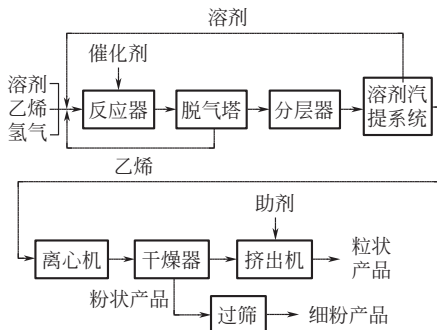 溶剂
催化剂
溶剂
乙烯
氢气
反应器
脱气塔
分层器
溶剂汽
提系统
乙烯
助剂
离心机
干燥器
挤出机
粒状
产品
粉状产品
过筛
细粉产品